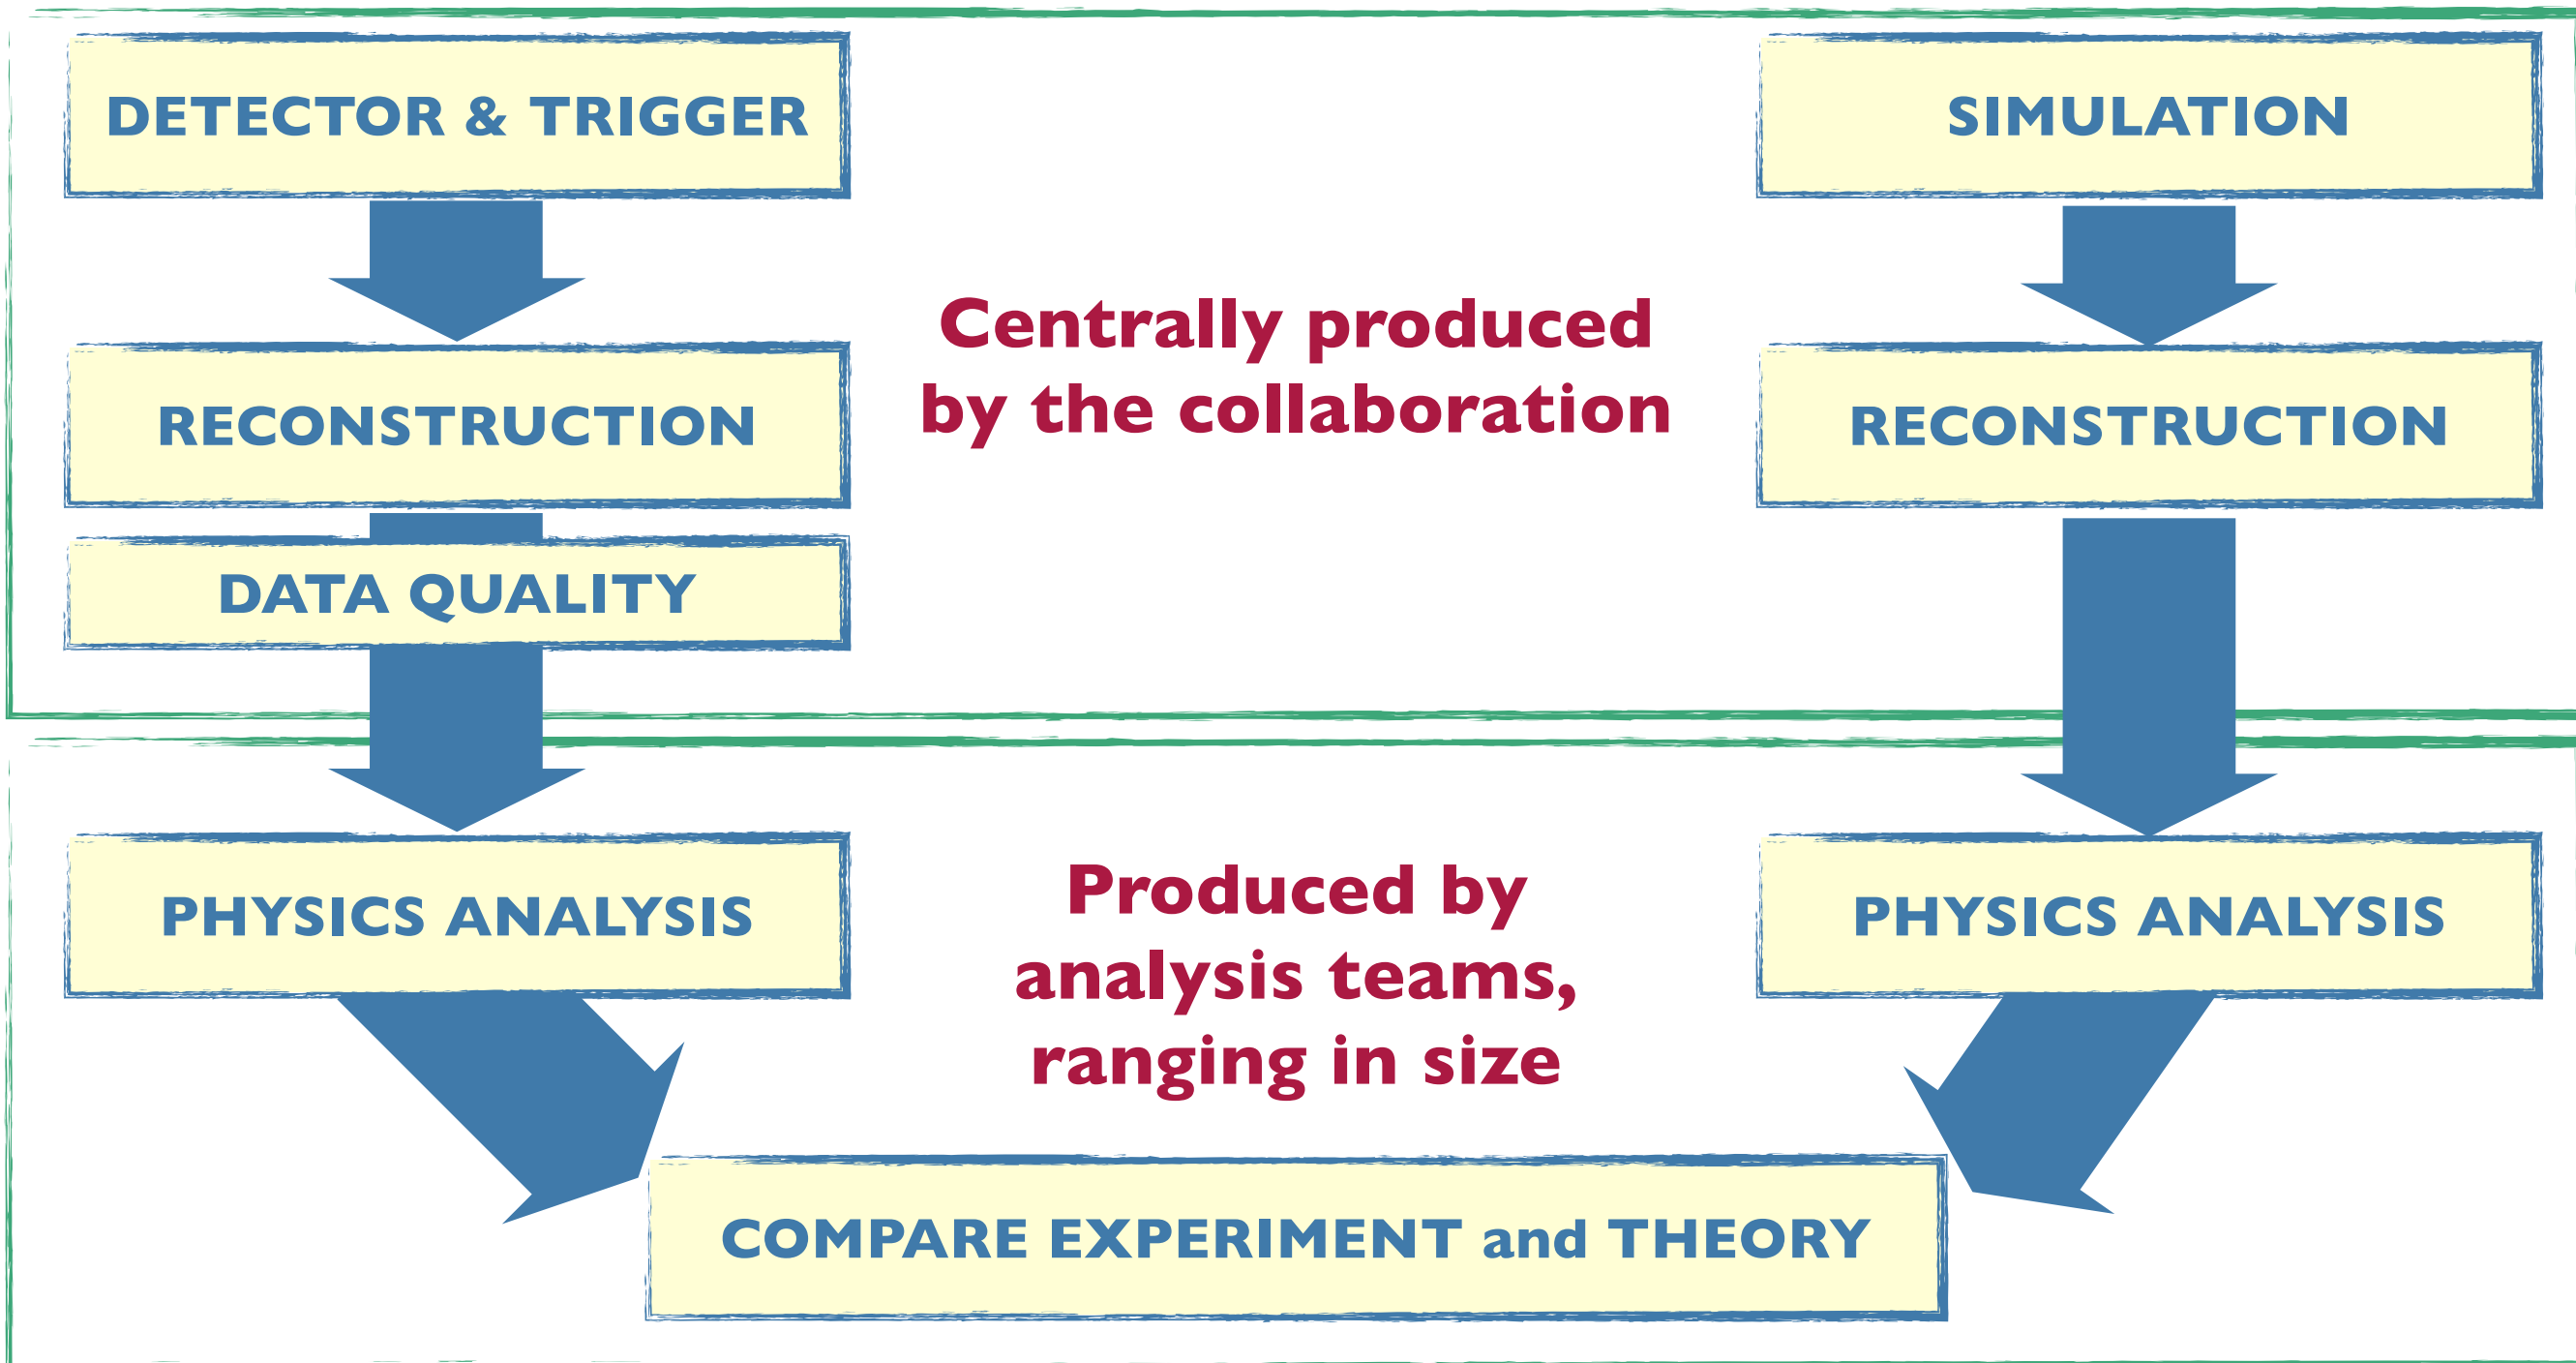 DETECTOR & TRIGGER
SIMULATION
Centrally produced
by the collaboration
RECONSTRUCTION
RECONSTRUCTION
DATA QUALITY
PHYSICS ANALYSIS
Produced by
analysis teams,
ranging in size
PHYSICS ANALYSIS
COMPARE EXPERIMENT and THEORY